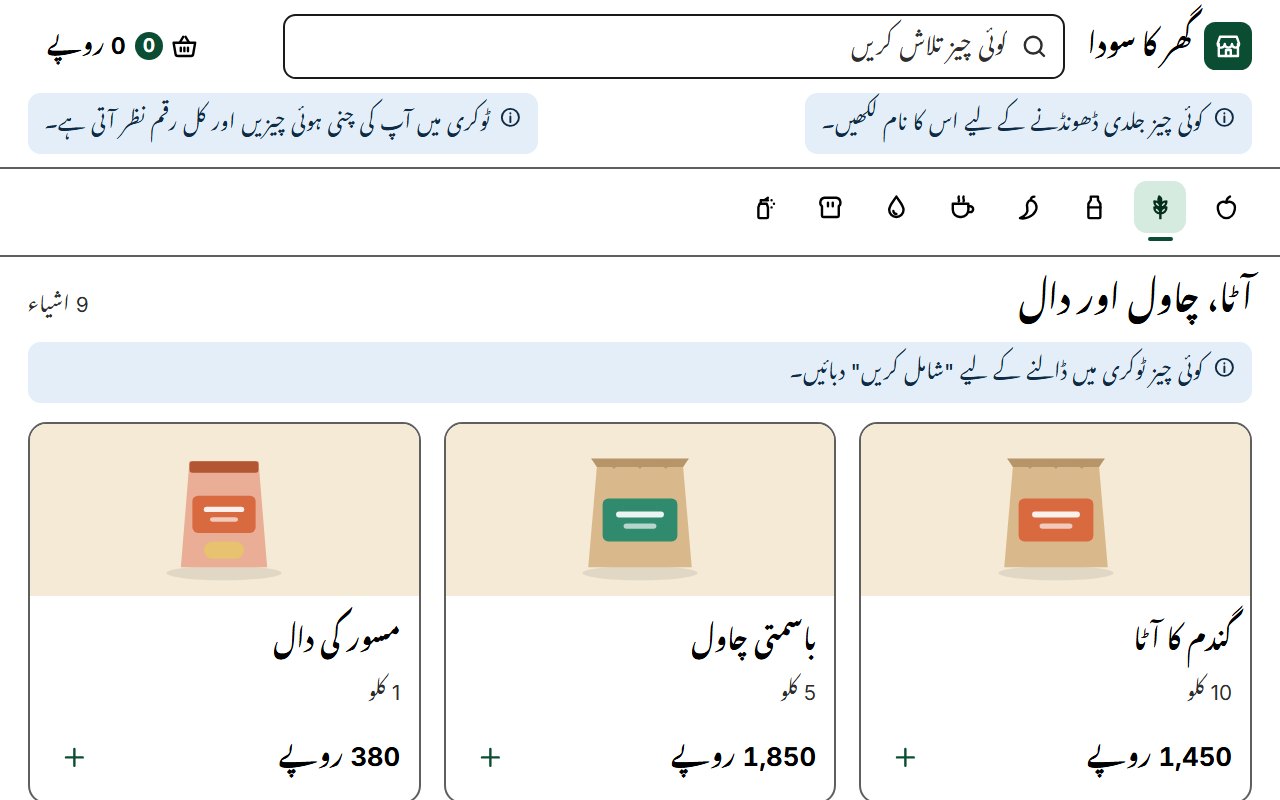 گھر کا سودا
کوئی چیز تلاش کریں
0
0 روپے
کوئی چیز جلدی ڈھونڈنے کے لیے اس کا نام لکھیں۔
ٹوکری میں آپ کی چنی ہوئی چیزیں اور کل رقم نظر آتی ہے۔
آٹا، چاول اور دال
9 اشیاء
کوئی چیز ٹوکری میں ڈالنے کے لیے "شامل کریں" دبائیں۔
گندم کا آٹا
10 کلو
1,450 روپے
باسمتی چاول
5 کلو
1,850 روپے
مسور کی دال
1 کلو
380 روپے